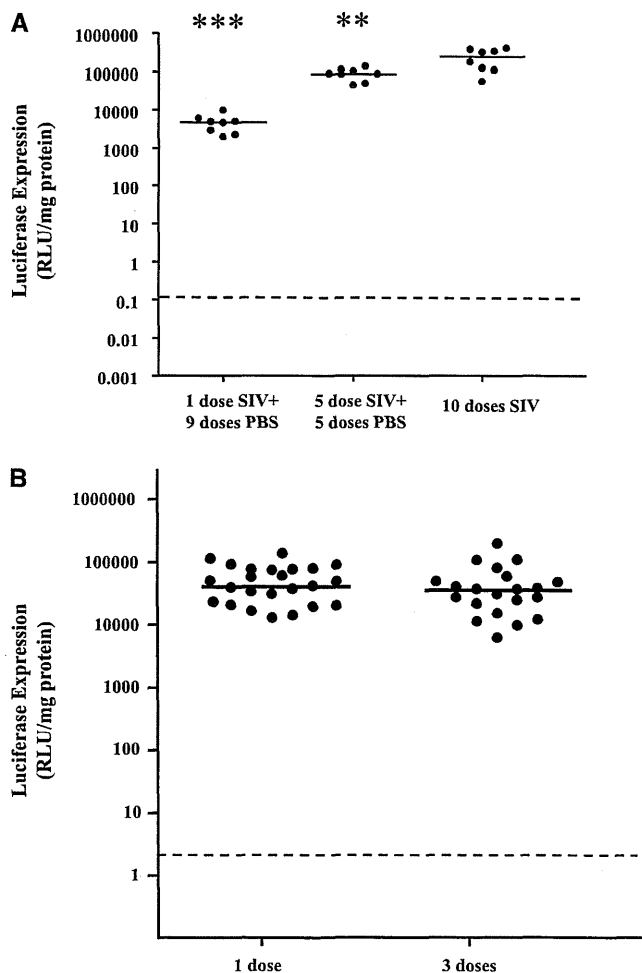 A
***
**
Luciferase Expression
(RLU/mg protein)
1000000
100000
10000
1000
100
10
1
0.1
0.01
0.001
1 dose SIV+
9 doses PBS
5 dose SIV+
5 doses PBS
10 doses SIV
B
Luciferase Expression
(RLU/mg protein)
1000000
100000
10000
1000
100
10
1
1 dose
3 doses